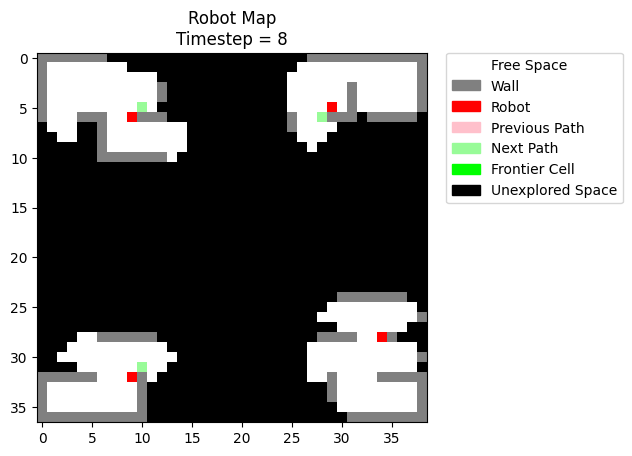 Robot Map
Timestep = 8
Free Space
Wall
Robot
Previous Path
Next Path
Frontier Cell
Unexplored Space
0
5
10
15
20
25
30
35
0 5 10 15 20 25 30 35